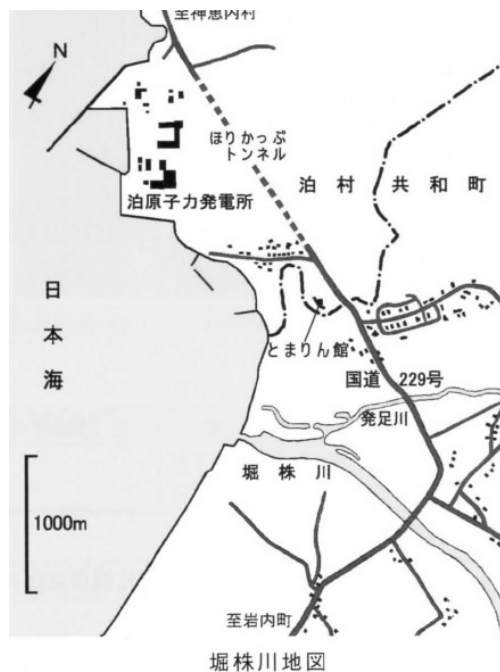 至神恵内村
N
ほりかっぷ
トンネル
泊村 共和町
泊原子力発電所
日本海
とまりん館
国道 229号
発足川
堀株川
1000m
至岩内町
堀株川地図